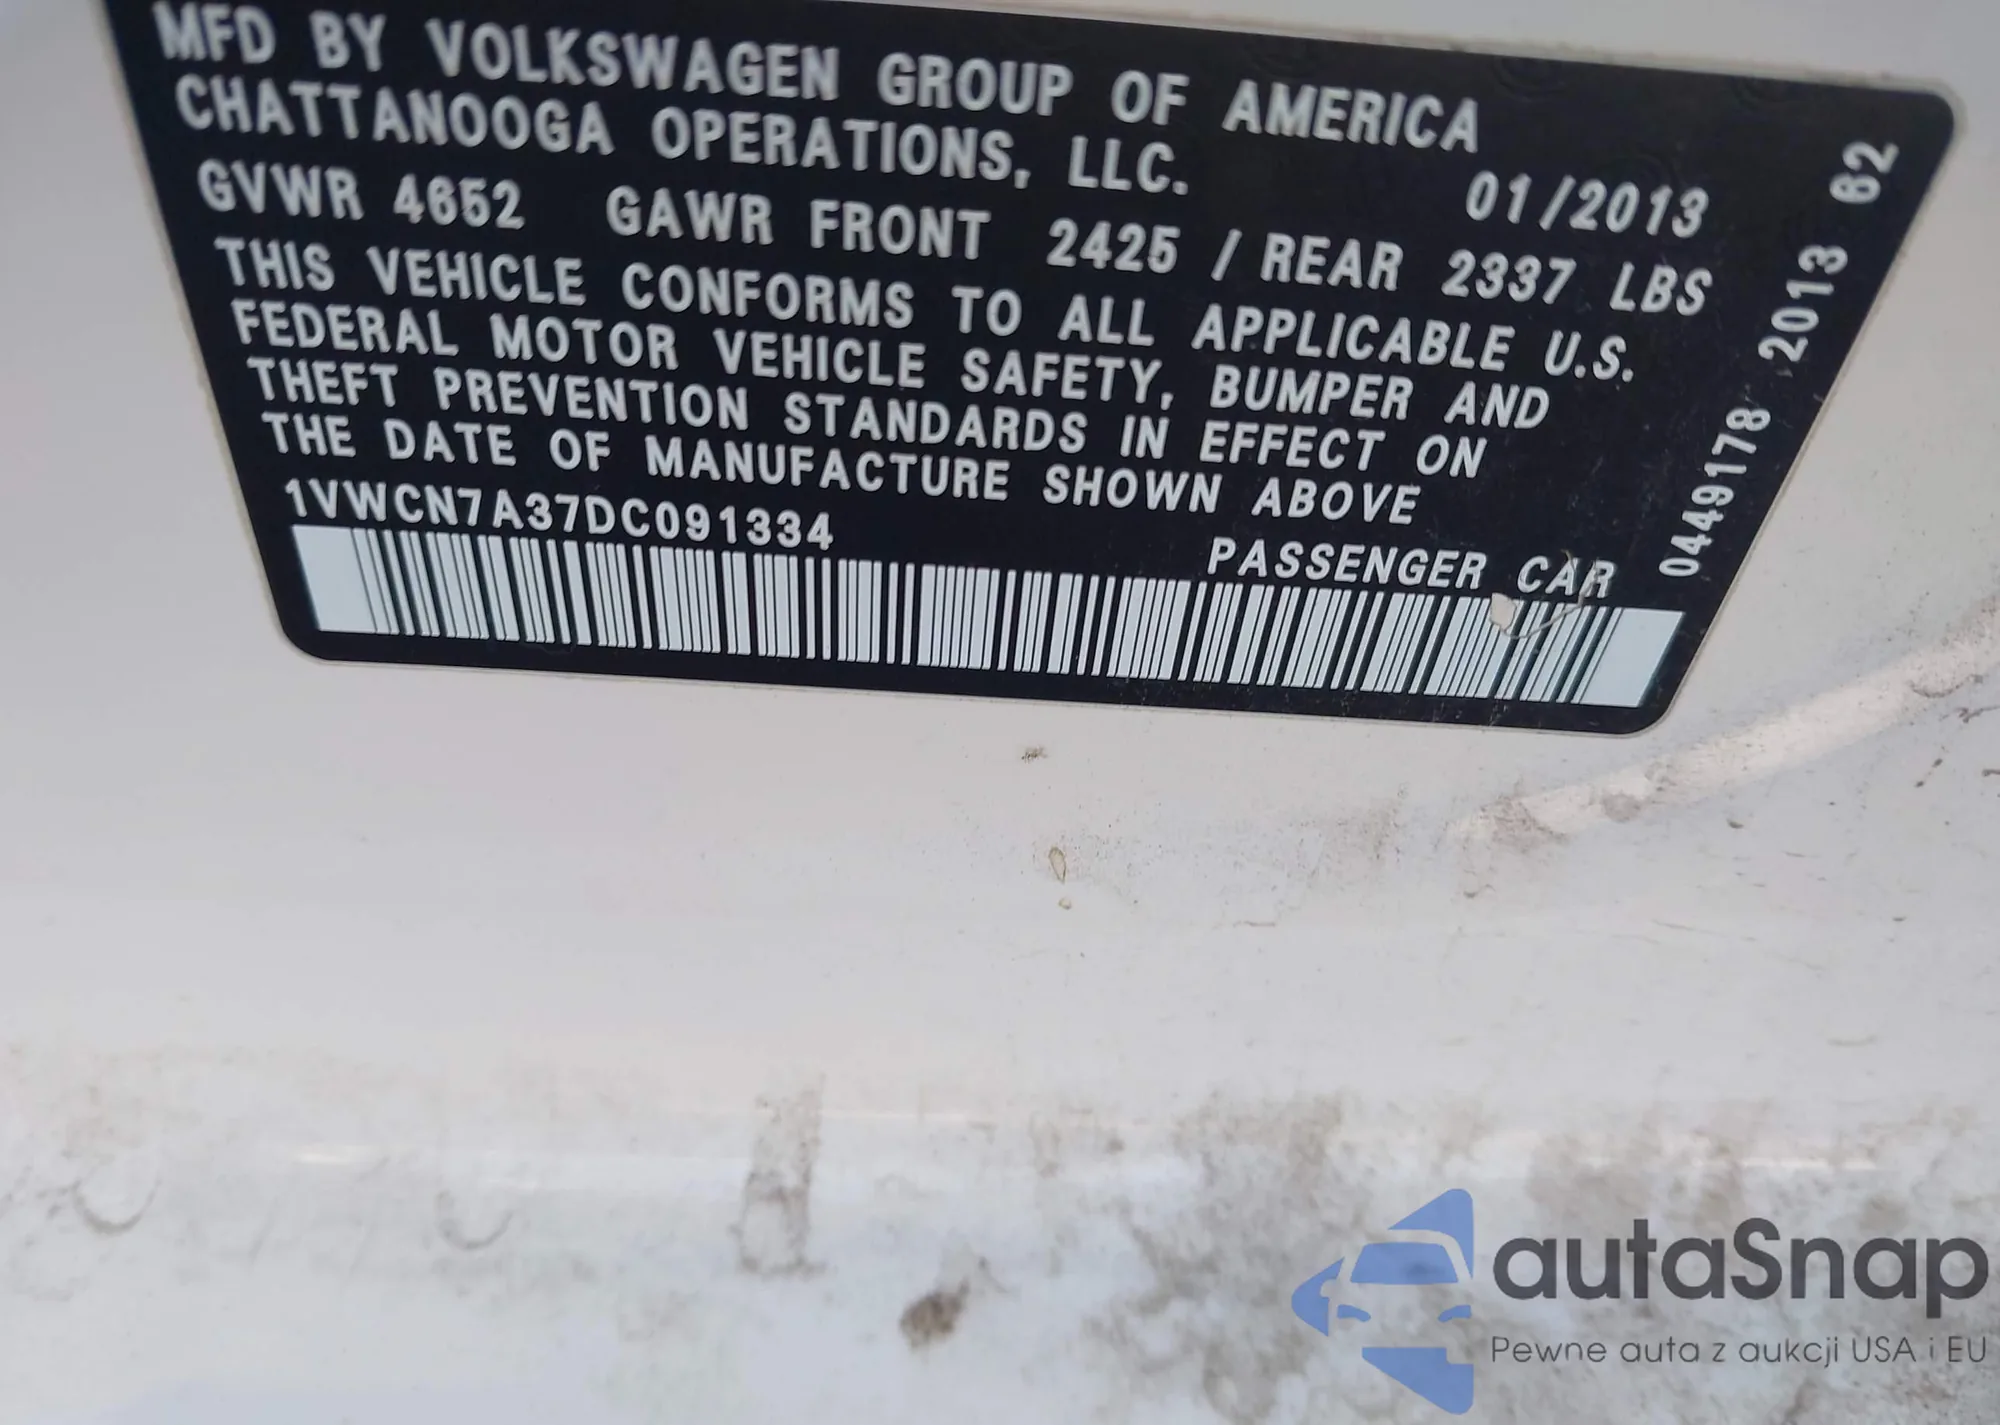 MFD BY VOLKSWAGEN GROUP OF AMERICA
CHATTANOOGA OPERATIONS, LLC.
01/2013
GVWR 4652 GAWR FRONT 2425 / REAR 2337 LBS
THIS VEHICLE CONFORMS TO ALL APPLICABLE U.S.
FEDERAL MOTOR VEHICLE SAFETY, BUMPER AND
THEFT PREVENTION STANDARDS IN EFFECT ON
THE DATE OF MANUFACTURE SHOWN ABOVE
1VWCN7A37DC091334
PASSENGER CAR
0449178 2013 62
autaSnap
Pewne auta z aukcji USA i EU